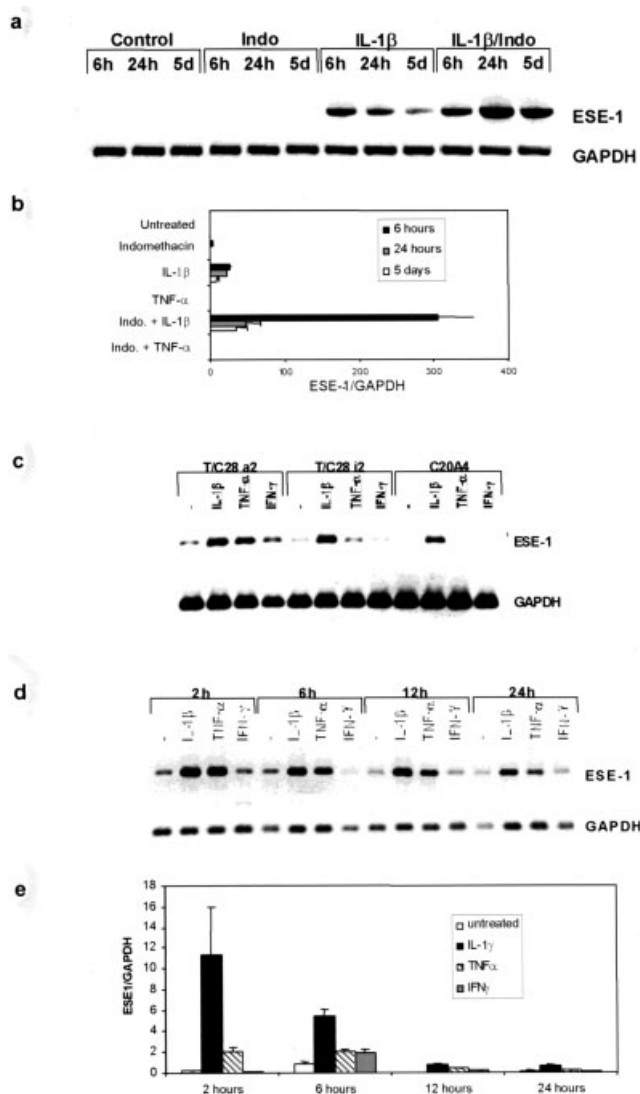 a
Control Indo IL-1β IL-1β/Indo
6h 24h 5d 6h 24h 5d 6h 24h 5d 6h 24h 5d
ESE-1
GAPDH
b
Untreated
Indomethacin
IL-1β
TNF-α
Indo. + IL-1β
Indo. + TNF-α
6 hours
24 hours
5 days
0 100 200 300 400
ESE-1/GAPDH
c
T/C28 a2 T/C28 i2 C20A4
- IL-1β TNF-α IFN-γ - IL-1β TNF-α IFN-γ - IL-1β TNF-α IFN-γ
ESE-1
GAPDH
d
2h 6h 12h 24h
- IL-1β TNF-α IFN-γ - IL-1β TNF-α IFN-γ - IL-1β TNF-α IFN-γ - IL-1β TNF-α IFN-γ
ESE-1
GAPDH
e
ESE1/GAPDH
18
16
14
12
10
8
6
4
2
0
untreated
IL-1γ
TNFα
IFNγ
2 hours 6 hours 12 hours 24 hours